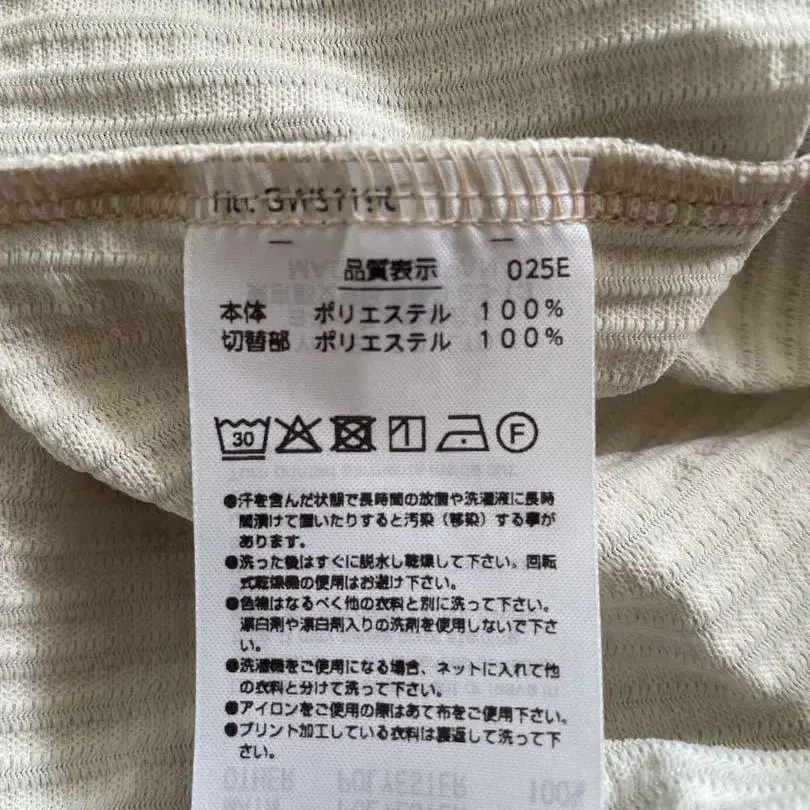 品質表示 025E
本体 ポリエステル 100%
切替部 ポリエステル 100%
30 F
●汗を含んだ状態で長時間の放置や洗濯液に長時
間漬けて置いたりすると汚染(移染)する事が
あります。
●洗った後はすぐに脱水し乾燥して下さい。回転
式乾燥機の使用はお避け下さい。
●色物はなるべく他の衣料と別に洗って下さい。
漂白剤や漂白剤入りの洗剤を使用しないで下さ
い。
●洗濯機をご使用になる場合、ネットに入れて他
の衣料と分けて洗って下さい。
●アイロンをご使用の際はあて布をご使用下さい。
●プリント加工している衣料は裏返して洗って下
さい。
OTHER POLYESTER 100%